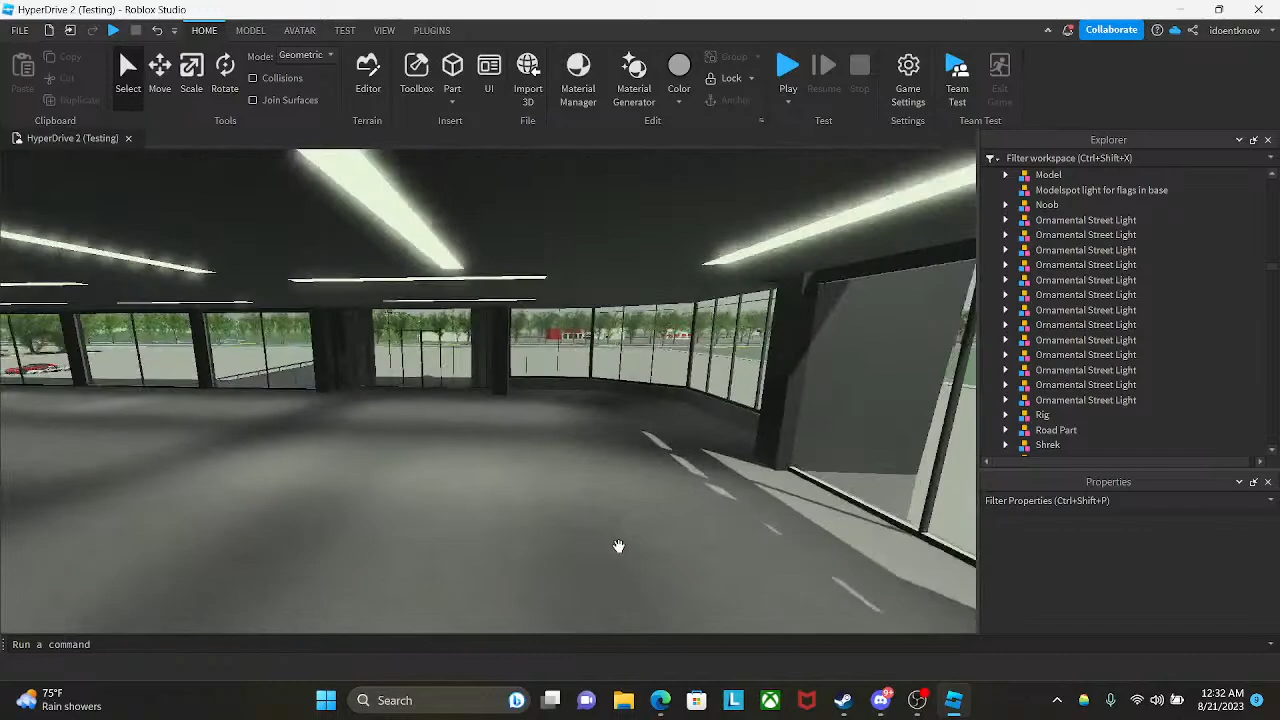 HyperDrive 2 (Testing) - Roblox Studio
FILE
HOME MODEL AVATAR TEST VIEW PLUGINS
Collaborate
idoentknow
Paste
Copy
Cut
Duplicate
Clipboard
Select
Move
Scale
Rotate
Mode: Geometric
Collisions
Join Surfaces
Tools
Editor
Terrain
Toolbox
Part
UI
Insert
Import
3D
File
Material
Manager
Material
Generator
Color
Group
Lock
Anchor
Edit
Play
Resume
Stop
Test
Game
Settings
Settings
Team
Test
Exit
Game
Team Test
HyperDrive 2 (Testing)
Explorer
Filter workspace (Ctrl+Shift+X)
Model
Modelspot light for flags in base
Noob
Ornamental Street Light
Ornamental Street Light
Ornamental Street Light
Ornamental Street Light
Ornamental Street Light
Ornamental Street Light
Ornamental Street Light
Ornamental Street Light
Ornamental Street Light
Ornamental Street Light
Ornamental Street Light
Ornamental Street Light
Ornamental Street Light
Rig
Road Part
Shrek
Properties
Filter Properties (Ctrl+Shift+P)
Run a command
75°F
Rain showers
Search
L
9+
12:32 AM
8/21/2023
9